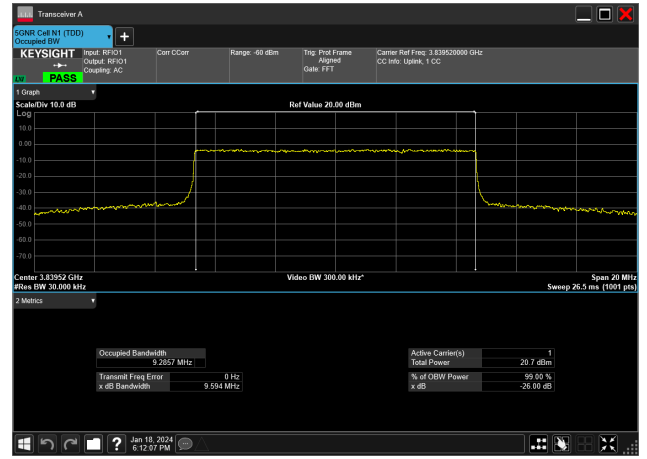 Transceiver A
5GNR Cell N1 (TDD)
Occupied BW
KEYSIGHT
LXI
PASS
Input: RFIO1
Output: RFIO1
Coupling: AC
Corr CCorr
Range: -60 dBm
Trig: Prot Frame
Aligned
Gate: FFT
Carrier Ref Freq: 3.839520000 GHz
CC Info: Uplink, 1 CC
1 Graph
Scale/Div 10.0 dB
Ref Value 20.00 dBm
Log
10.0
0.00
-10.0
-20.0
-30.0
-40.0
-50.0
-60.0
-70.0
Center 3.83952 GHz
Video BW 300.00 kHz*
Span 20 MHz
#Res BW 30.000 kHz
Sweep 26.5 ms (1001 pts)
2 Metrics
Occupied Bandwidth
9.2857 MHz
Transmit Freq Error 0 Hz
x dB Bandwidth 9.594 MHz
Active Carrier(s) 1
Total Power 20.7 dBm
% of OBW Power 99.00 %
x dB -26.00 dB
?
Jan 18, 2024
6:12:07 PM